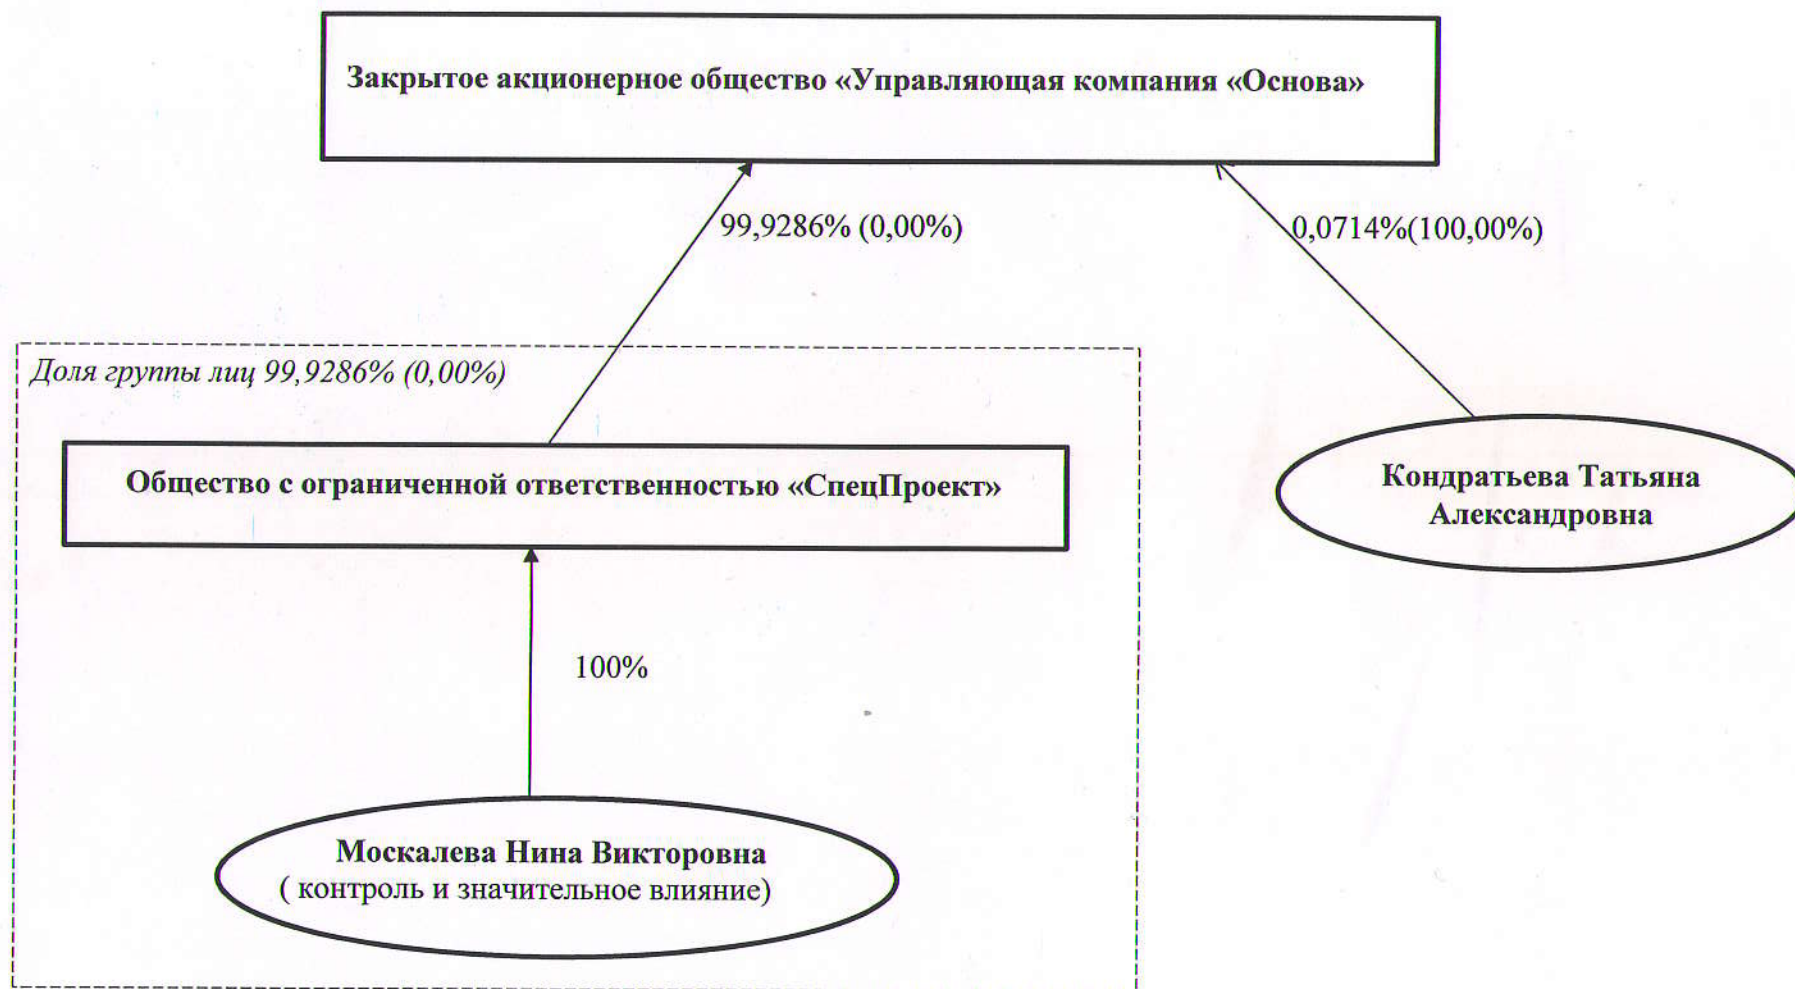 Закрытое акционерное общество «Управляющая компания «Основа»
99,9286% (0,00%)
0,0714%(100,00%)
Доля группы лиц 99,9286% (0,00%)
Общество с ограниченной ответственностью «СпецПроект»
Кондратьева Татьяна
Александровна
100%
Москалева Нина Викторовна
( контроль и значительное влияние)